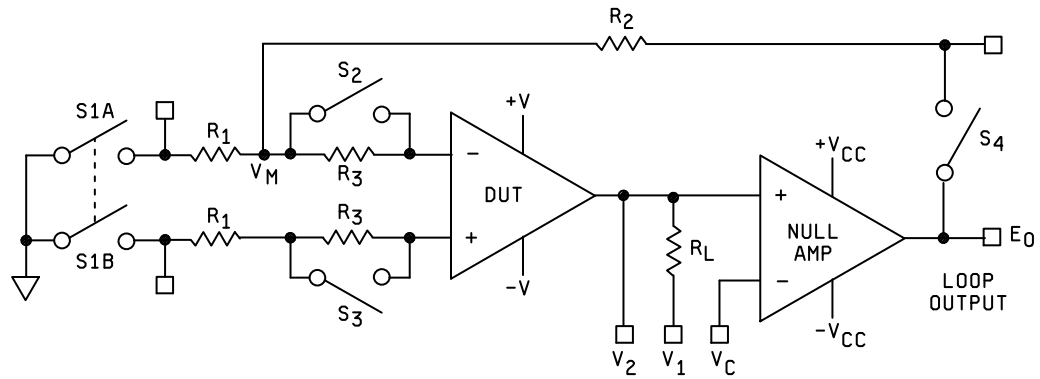 R2
S2
S1A
R1
VM
R3
+V
−
DUT
+
−V
S1B
R1
R3
S3
S4
+VCC
+
NULL
AMP
−
−VCC
RL
E0
LOOP
OUTPUT
V2
V1
VC